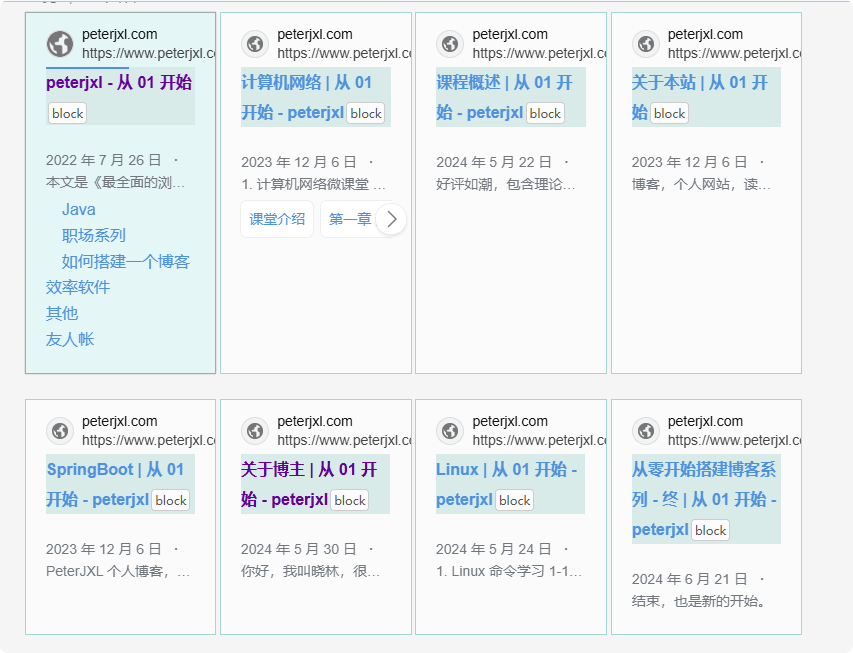 peterjxl.com
https://www.peterjxl.c
peterjxl - 从 01 开始
block
2022 年 7 月 26 日 ·
本文是《最全面的浏…
Java
职场系列
如何搭建一个博客
效率软件
其他
友人帐
peterjxl.com
https://www.peterjxl.co
计算机网络 | 从 01
开始 - peterjxl block
2023 年 12 月 6 日 ·
1. 计算机网络微课堂 …
课堂介绍 第一章
peterjxl.com
https://www.peterjxl.co
课程概述 | 从 01 开
始 - peterjxl block
2024 年 5 月 22 日 ·
好评如潮，包含理论…
peterjxl.com
https://www.peterjxl.co
关于本站 | 从 01 开
始 block
2023 年 12 月 6 日 ·
博客，个人网站，读…
peterjxl.com
https://www.peterjxl.c
SpringBoot | 从 01
开始 - peterjxl block
2023 年 12 月 6 日 ·
PeterJXL 个人博客，…
peterjxl.com
https://www.peterjxl.co
关于博主 | 从 01 开
始 - peterjxl block
2024 年 5 月 30 日 ·
你好，我叫晓林，很…
peterjxl.com
https://www.peterjxl.co
Linux | 从 01 开始 -
peterjxl block
2024 年 5 月 24 日 ·
1. Linux 命令学习 1-1…
peterjxl.com
https://www.peterjxl.co
从零开始搭建博客系
列 - 终 | 从 01 开始 -
peterjxl block
2024 年 6 月 21 日 ·
结束，也是新的开始。